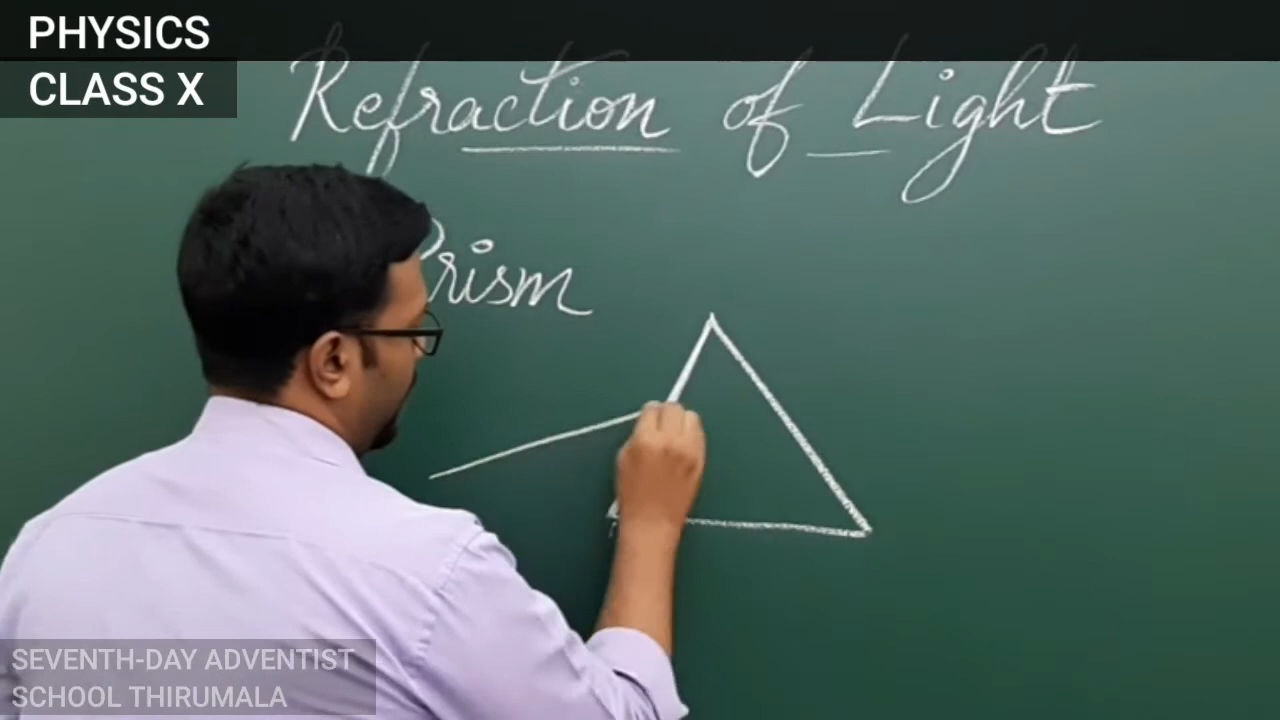 PHYSICS
CLASS X
Refraction of Light
Prism
SEVENTH-DAY ADVENTIST
SCHOOL THIRUMALA